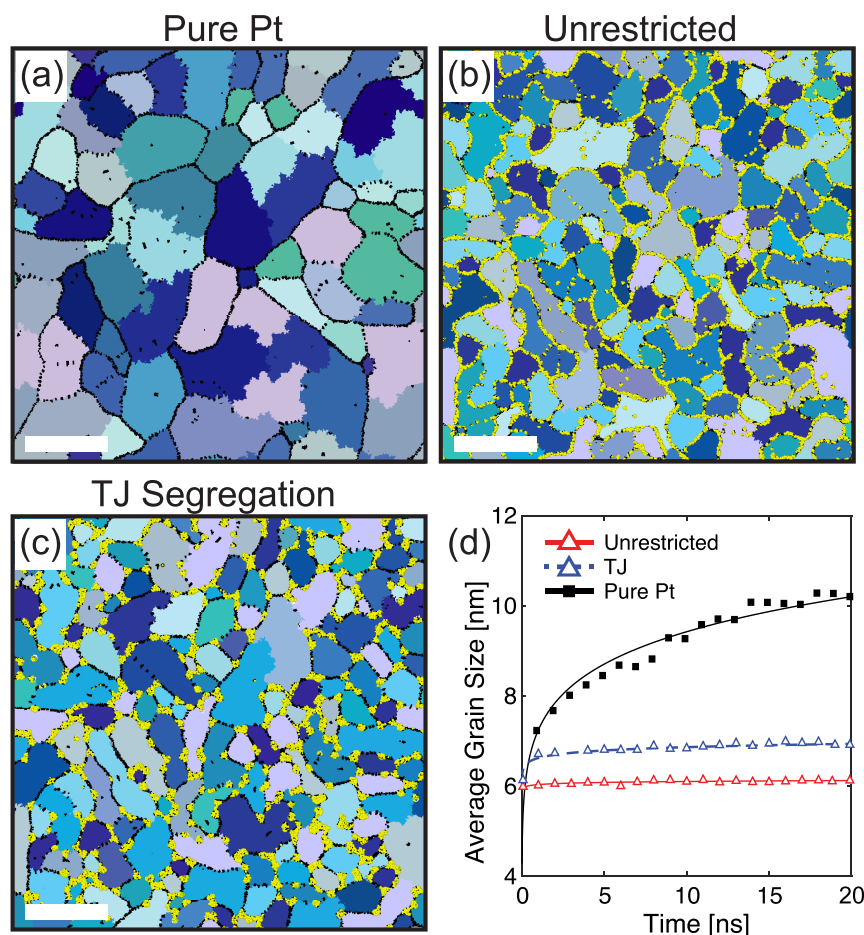 Pure Pt
Unrestricted
(a)
(b)
TJ Segregation
(c)
(d)
12
10
8
6
4
Average Grain Size [nm]
Unrestricted
TJ
Pure Pt
0
5
10
15
20
Time [ns]